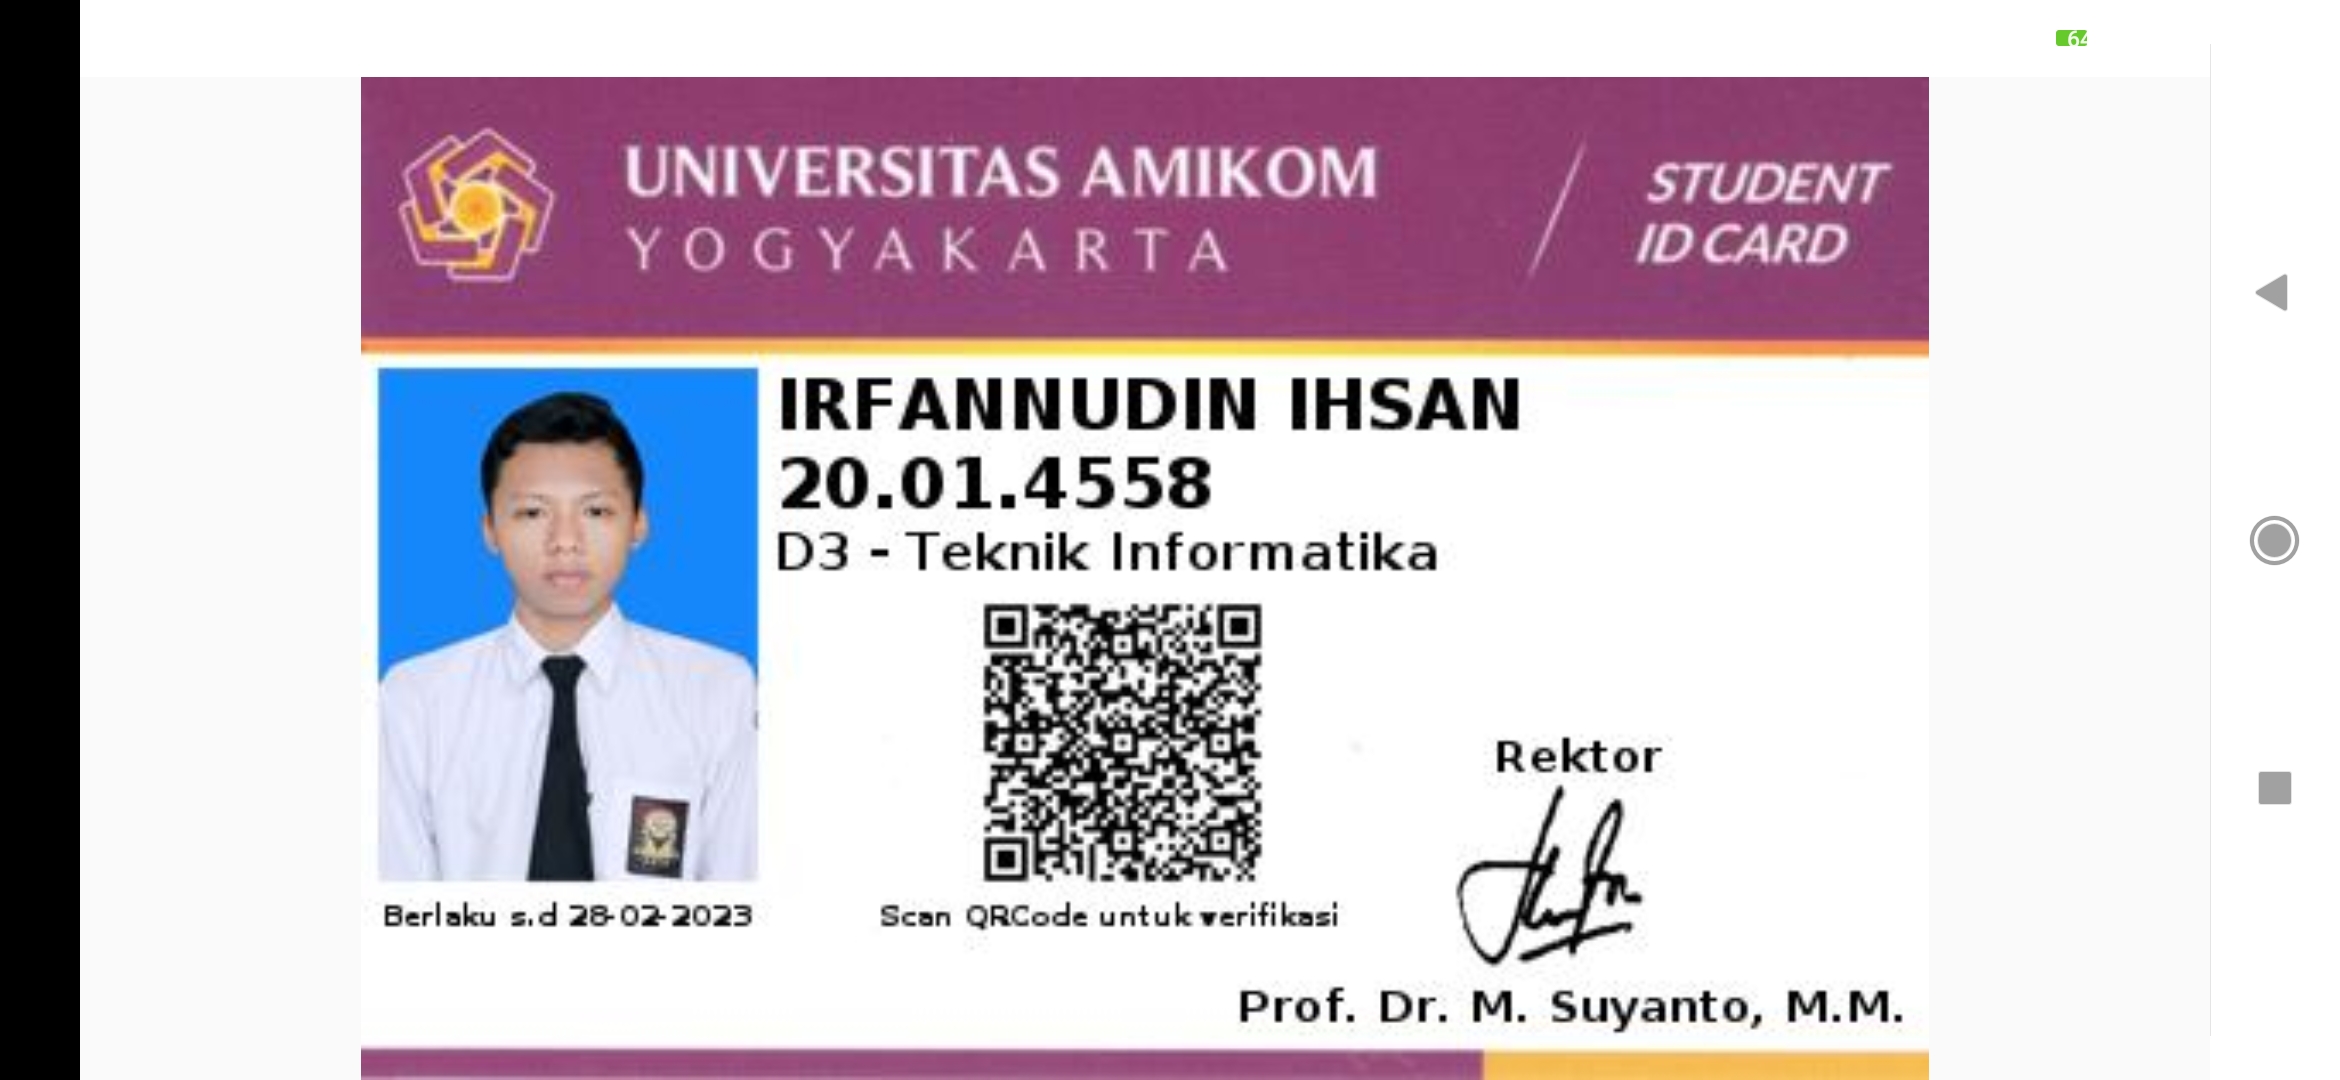 64
UNIVERSITAS AMIKOM
YOGYAKARTA
STUDENT
ID CARD
IRFANNUDIN IHSAN
20.01.4558
D3 - Teknik Informatika
Rektor
Berlaku s.d 28-02-2023
Scan QRCode untuk verifikasi
Prof. Dr. M. Suyanto, M.M.